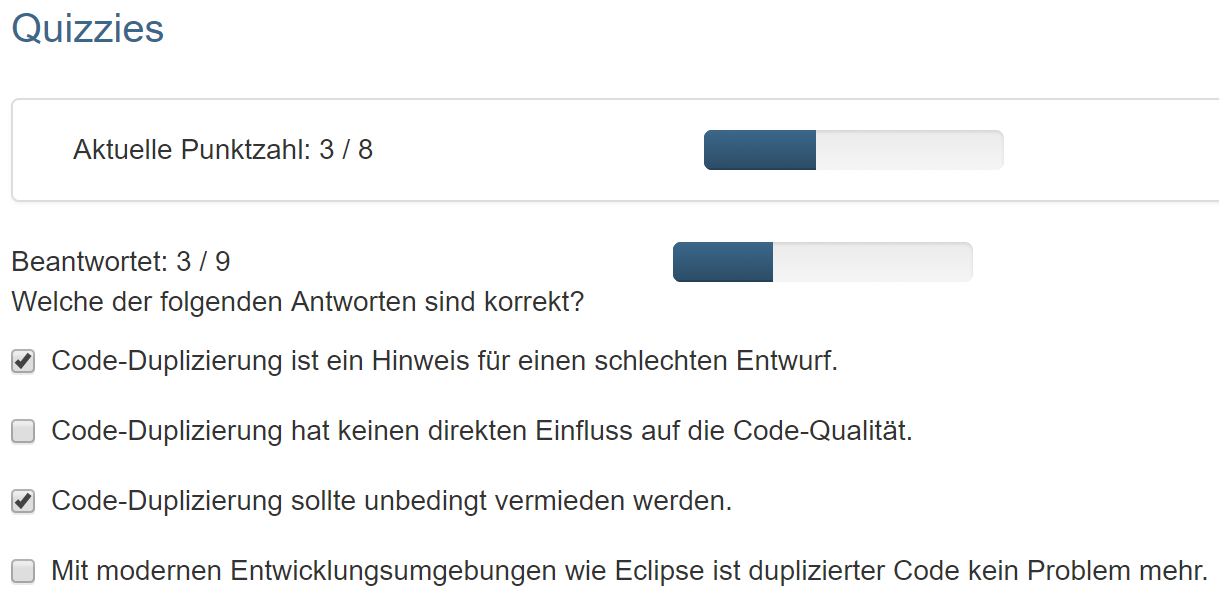 Quizzies
Aktuelle Punktzahl: 3 / 8
Beantwortet: 3 / 9
Welche der folgenden Antworten sind korrekt?
Code-Duplizierung ist ein Hinweis für einen schlechten Entwurf.
Code-Duplizierung hat keinen direkten Einfluss auf die Code-Qualität.
Code-Duplizierung sollte unbedingt vermieden werden.
Mit modernen Entwicklungsumgebungen wie Eclipse ist duplizierter Code kein Problem mehr.